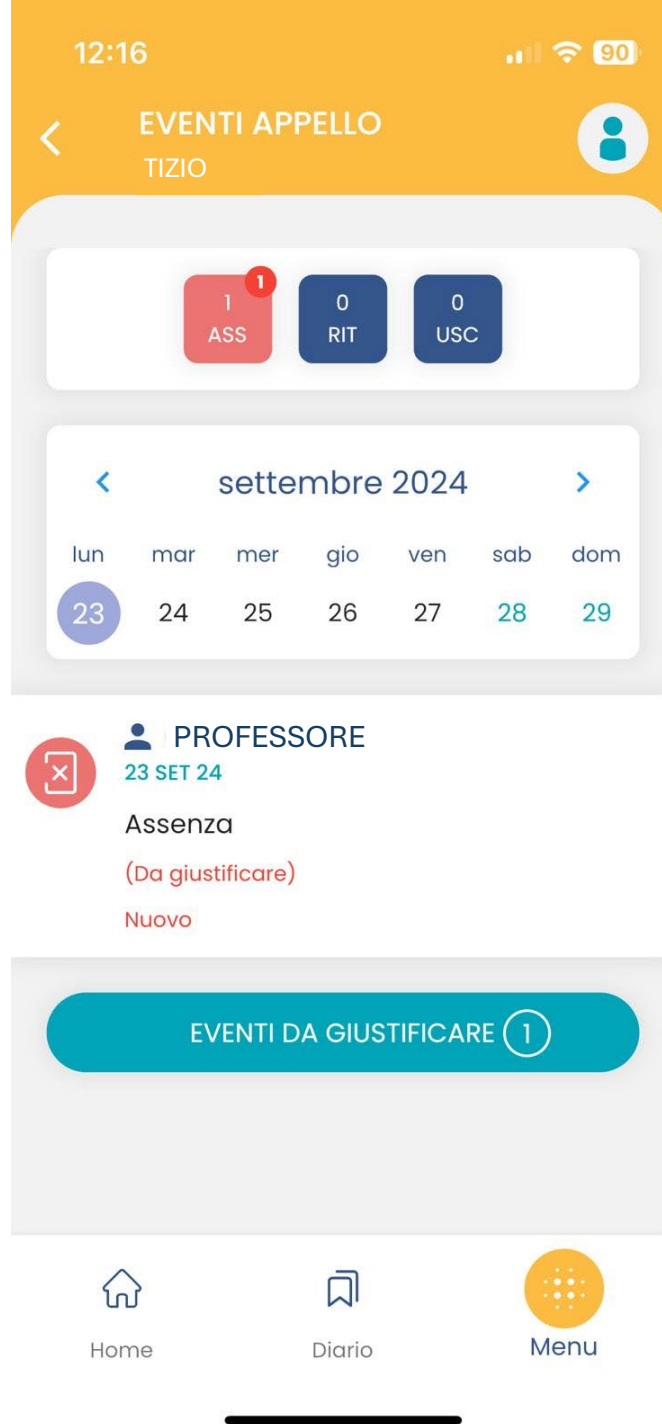 12:16
90
EVENTI APPELLO
TIZIO
1
1 0 0
ASS RIT USC
settembre 2024
lun mar mer gio ven sab dom
23 24 25 26 27 28 29
PROFESSORE
23 SET 24
Assenza
(Da giustificare)
Nuovo
EVENTI DA GIUSTIFICARE 1
Home Diario Menu